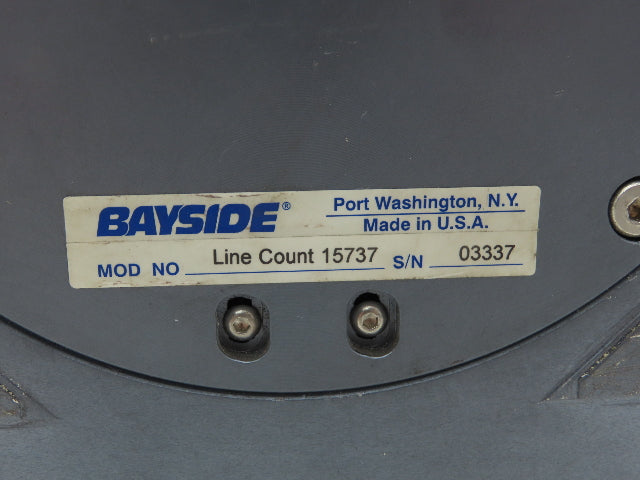 BAYSIDE®
Port Washington, N.Y.
Made in U.S.A.
MOD NO Line Count 15737 S/N 03337